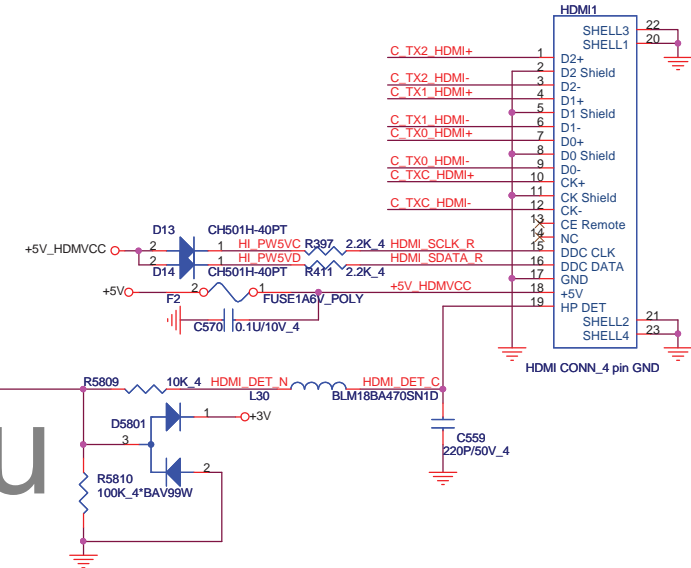 HDMI1
SHELL3 22
SHELL1 20
C_TX2_HDMI+ 1 D2+
2 D2 Shield
C_TX2_HDMI- 3 D2-
C_TX1_HDMI+ 4 D1+
5 D1 Shield
C_TX1_HDMI- 6 D1-
C_TX0_HDMI+ 7 D0+
8 D0 Shield
C_TX0_HDMI- 9 D0-
C_TXC_HDMI+ 10 CK+
11 CK Shield
C_TXC_HDMI- 12 CK-
13 CE Remote
14 NC
D13 CH501H-40PT
+5V_HDMVCC 2 1 HI_PW5VC R397 2.2K_4 HDMI_SCLK_R 15 DDC CLK
2 1 HI_PW5VD HDMI_SDATA_R 16 DDC DATA
D14 CH501H-40PT R411 2.2K_4
17 GND
+5V 2 1 +5V_HDMVCC 18 +5V
F2 FUSE1A6V_POLY
19 HP DET
C570 0.1U/10V_4
SHELL2 21
SHELL4 23
HDMI CONN_4 pin GND
R5809 10K_4 HDMI_DET_N HDMI_DET_C
L30 BLM18BA470SN1D
D5801 1 +3V
3
C559
220P/50V_4
2
R5810
100K_4 *BAV99W
u